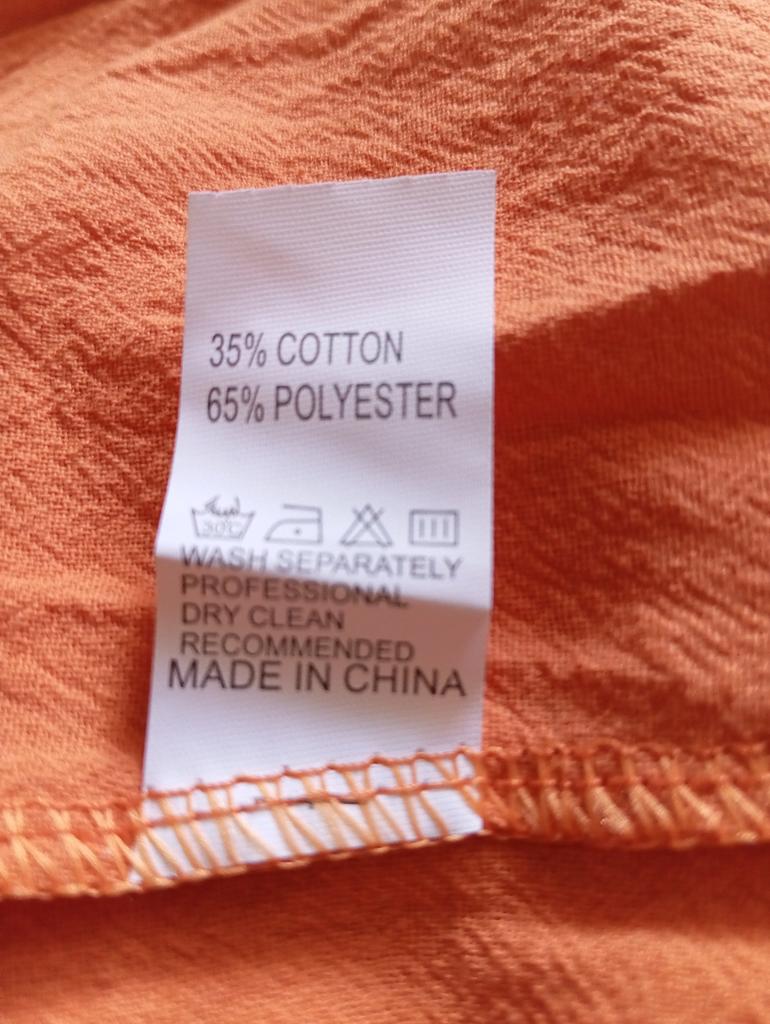 35% COTTON
65% POLYESTER
30°C
WASH SEPARATELY
PROFESSIONAL
DRY CLEAN
RECOMMENDED
MADE IN CHINA